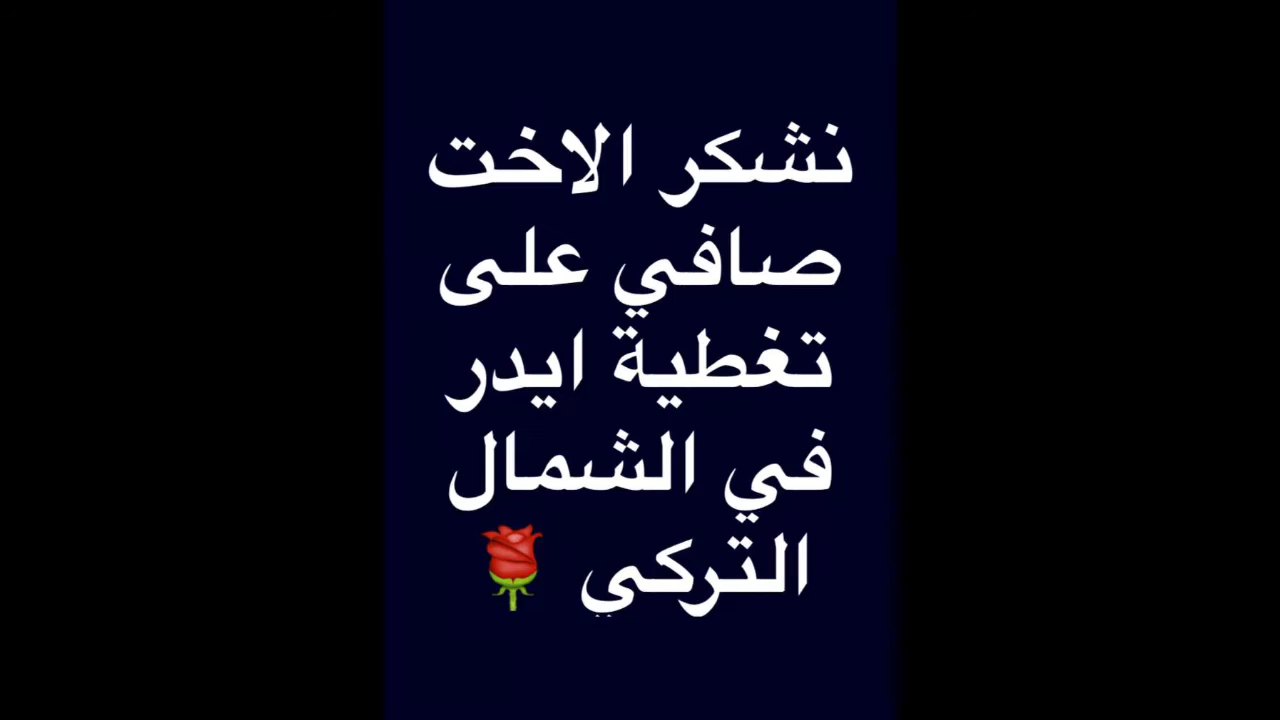 نشكر الاخت
صافي على
تغطية ايدر
في الشمال
التركي 🌹